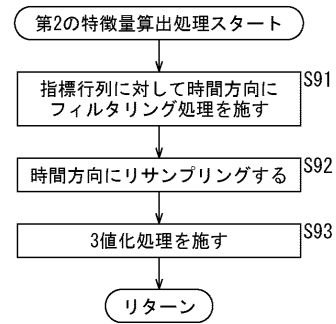 第2の特徴量算出処理スタート
S91
指標行列に対して時間方向に
フィルタリング処理を施す
S92
時間方向にリサンプリングする
S93
3値化処理を施す
リターン